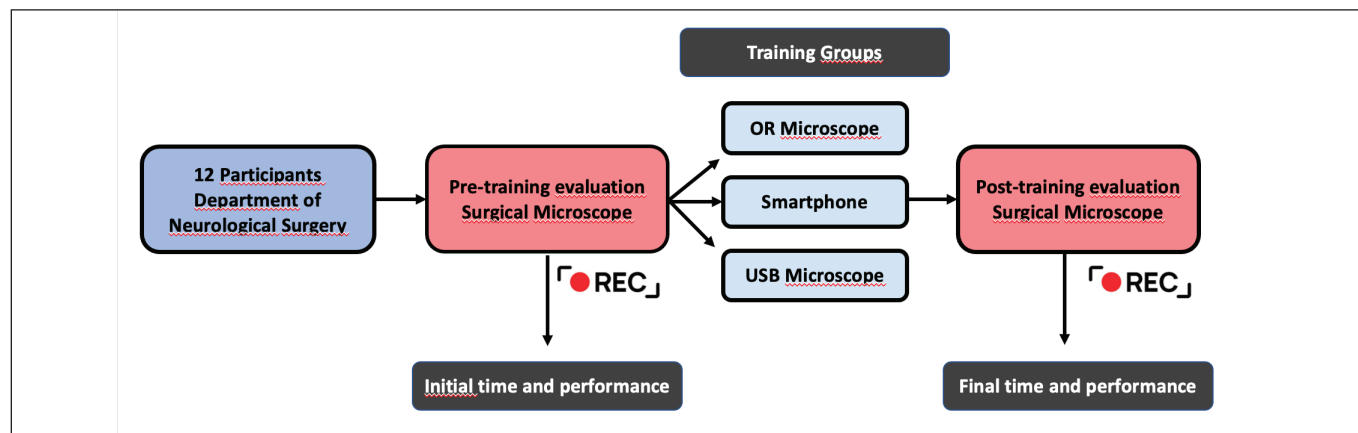 Training Groups
OR Microscope
12 Participants
Department of
Neurological Surgery
Pre-training evaluation
Surgical Microscope
Smartphone
Post-training evaluation
Surgical Microscope
USB Microscope
REC
REC
Initial time and performance
Final time and performance